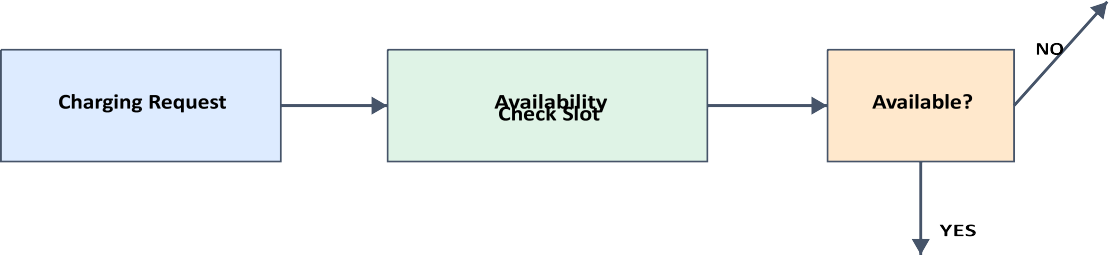 Charging Request
Availability
Check Slot
Available?
NO
YES